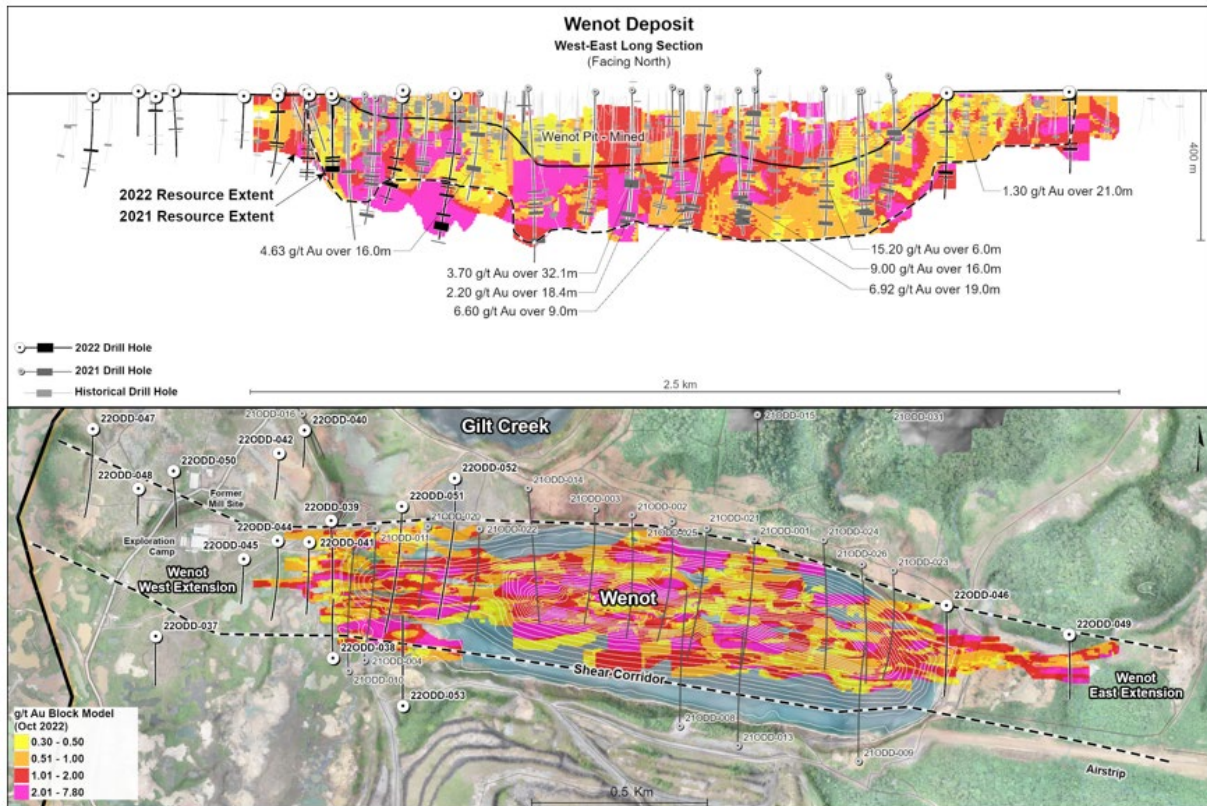 Wenot Deposit
West-East Long Section
(Facing North)
Wenot Pit - Mined
400 m
2022 Resource Extent
2021 Resource Extent
1.30 g/t Au over 21.0m
4.63 g/t Au over 16.0m
3.70 g/t Au over 32.1m
2.20 g/t Au over 18.4m
6.60 g/t Au over 9.0m
15.20 g/t Au over 6.0m
9.00 g/t Au over 16.0m
6.92 g/t Au over 19.0m
2022 Drill Hole
2021 Drill Hole
Historical Drill Hole
2.5 km
22ODD-047
21ODD-016
22ODD-040
Gilt Creek
21ODD-015
21ODD-031
22ODD-042
22ODD-050
22ODD-048
22ODD-052
21ODD-014
Former
Mill Site
22ODD-039
22ODD-051
21ODD-003
21ODD-002
22ODD-044
21ODD-020
21ODD-022
21ODD-025
21ODD-021
21ODD-001
21ODD-024
Exploration
Camp
22ODD-045
22ODD-041
21ODD-011
21ODD-026
21ODD-023
Wenot
West Extension
Wenot
22ODD-046
22ODD-037
22ODD-049
22ODD-038
21ODD-004
21ODD-010
Shear Corridor
Wenot
East Extension
22ODD-053
21ODD-008
21ODD-013
21ODD-009
Airstrip
g/t Au Block Model
(Oct 2022)
0.30 - 0.50
0.51 - 1.00
1.01 - 2.00
2.01 - 7.80
0.5 Km